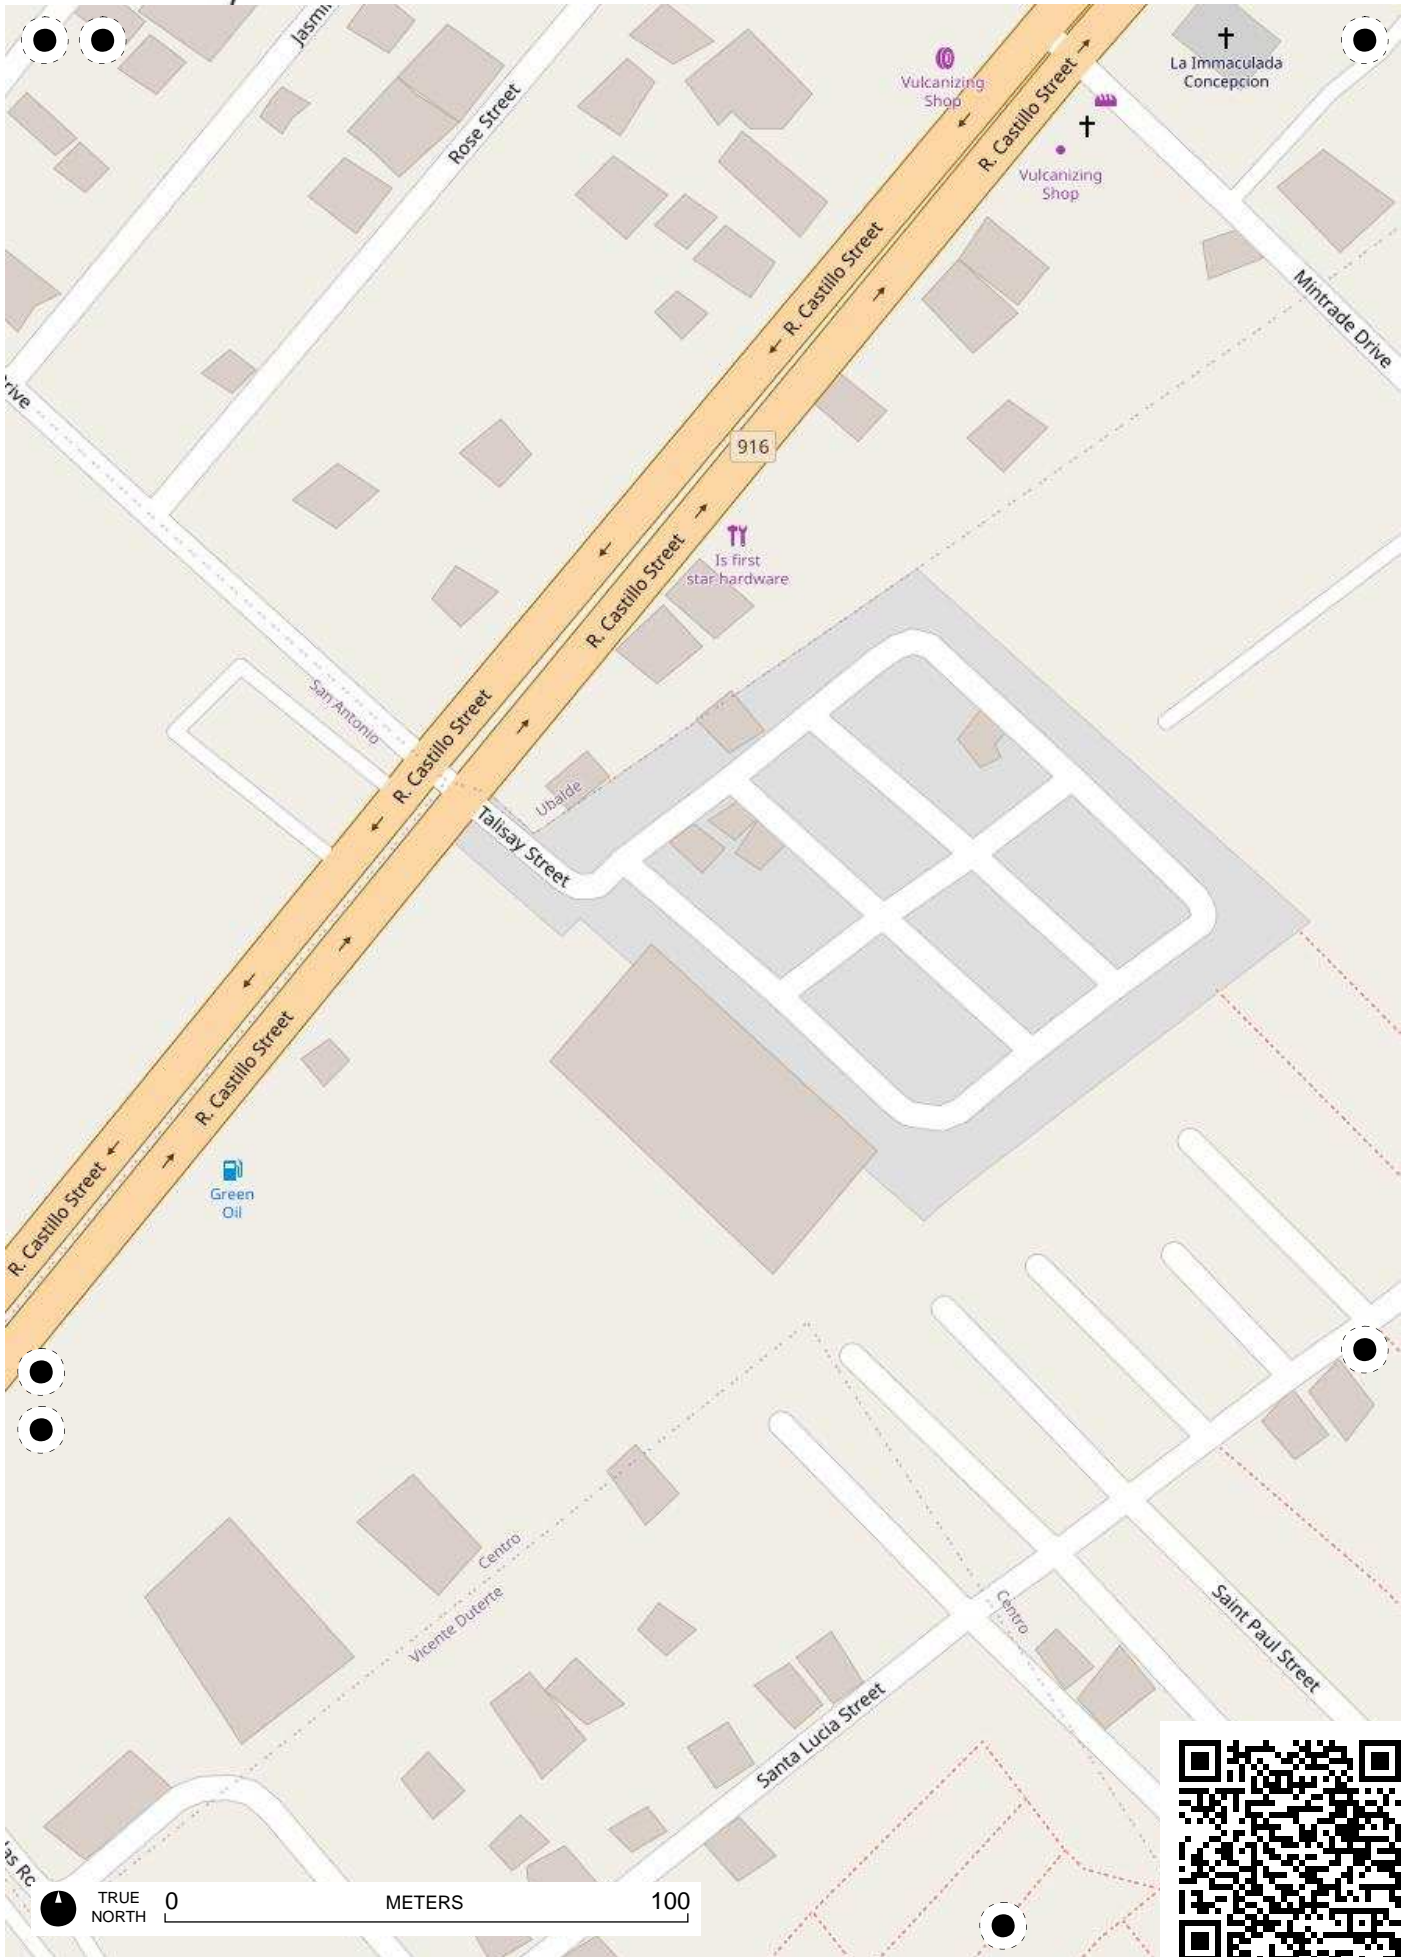 Rose Street
Vulcanizing
Shop
R. Castillo Street
La Immaculada
Concepcion
Vulcanizing
Shop
R. Castillo Street
Mintrade Drive
916
Is first
star hardware
R. Castillo Street
San Antonio
R. Castillo Street
Ubalde
Talisay Street
R. Castillo Street
R. Castillo Street
Green
Oil
Centro
Vicente Duterte
Centro
Saint Paul Street
Santa Lucia Street
TRUE
NORTH
0 METERS 100